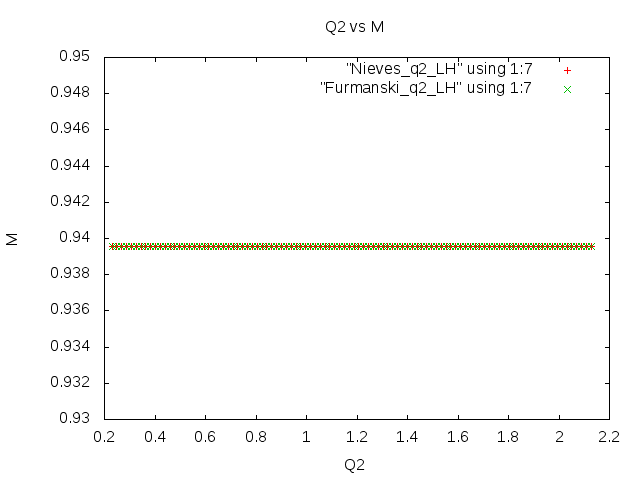 Q2 vs M
"Nieves_q2_LH" using 1:7
"Furmanski_q2_LH" using 1:7
0.95
0.948
0.946
0.944
0.942
0.94
0.938
0.936
0.934
0.932
0.93
M
0.2 0.4 0.6 0.8 1 1.2 1.4 1.6 1.8 2 2.2
Q2